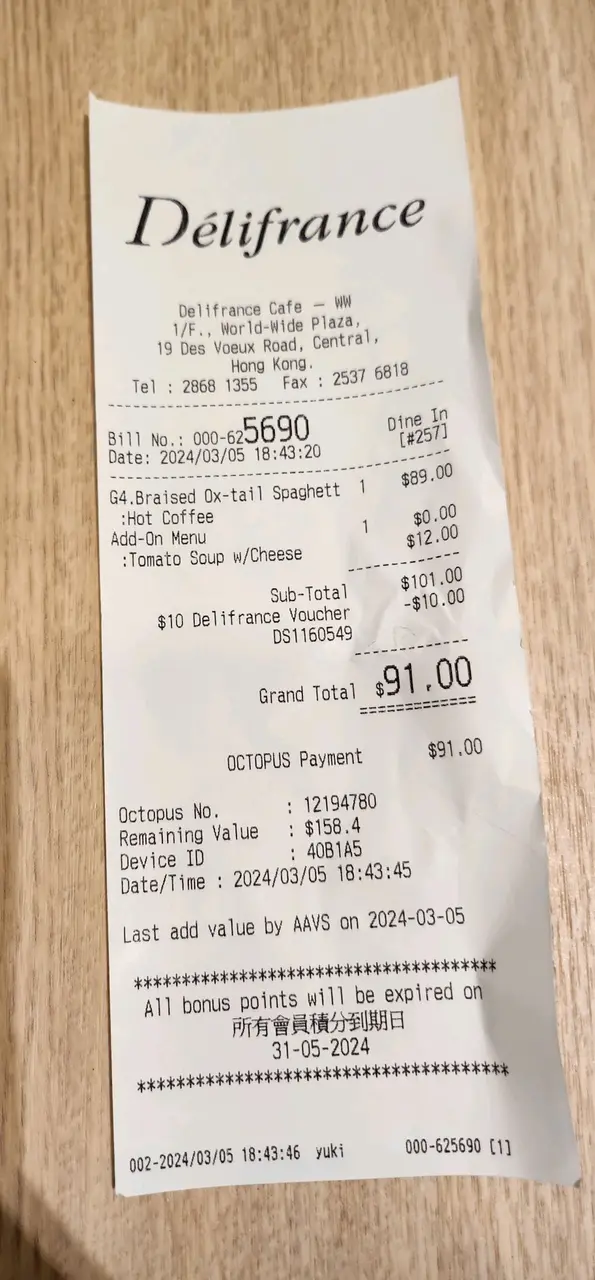 Délifrance
Delifrance Cafe – WW
1/F., World-Wide Plaza,
19 Des Voeux Road, Central,
Hong Kong.
Tel : 2868 1355 Fax : 2537 6818
Bill No.: 000-625690 Dine In
Date: 2024/03/05 18:43:20 [#257]
G4.Braised Ox-tail Spaghett 1 $89.00
:Hot Coffee
Add-On Menu 1 $0.00
:Tomato Soup w/Cheese $12.00
Sub-Total $101.00
$10 Delifrance Voucher -$10.00
DS1160549
Grand Total $91.00
OCTOPUS Payment $91.00
Octopus No. : 12194780
Remaining Value : $158.4
Device ID : 40B1A5
Date/Time : 2024/03/05 18:43:45
Last add value by AAVS on 2024-03-05
*************************************
All bonus points will be expired on
所有會員積分到期日
31-05-2024
*************************************
002-2024/03/05 18:43:46 yuki 000-625690 [1]